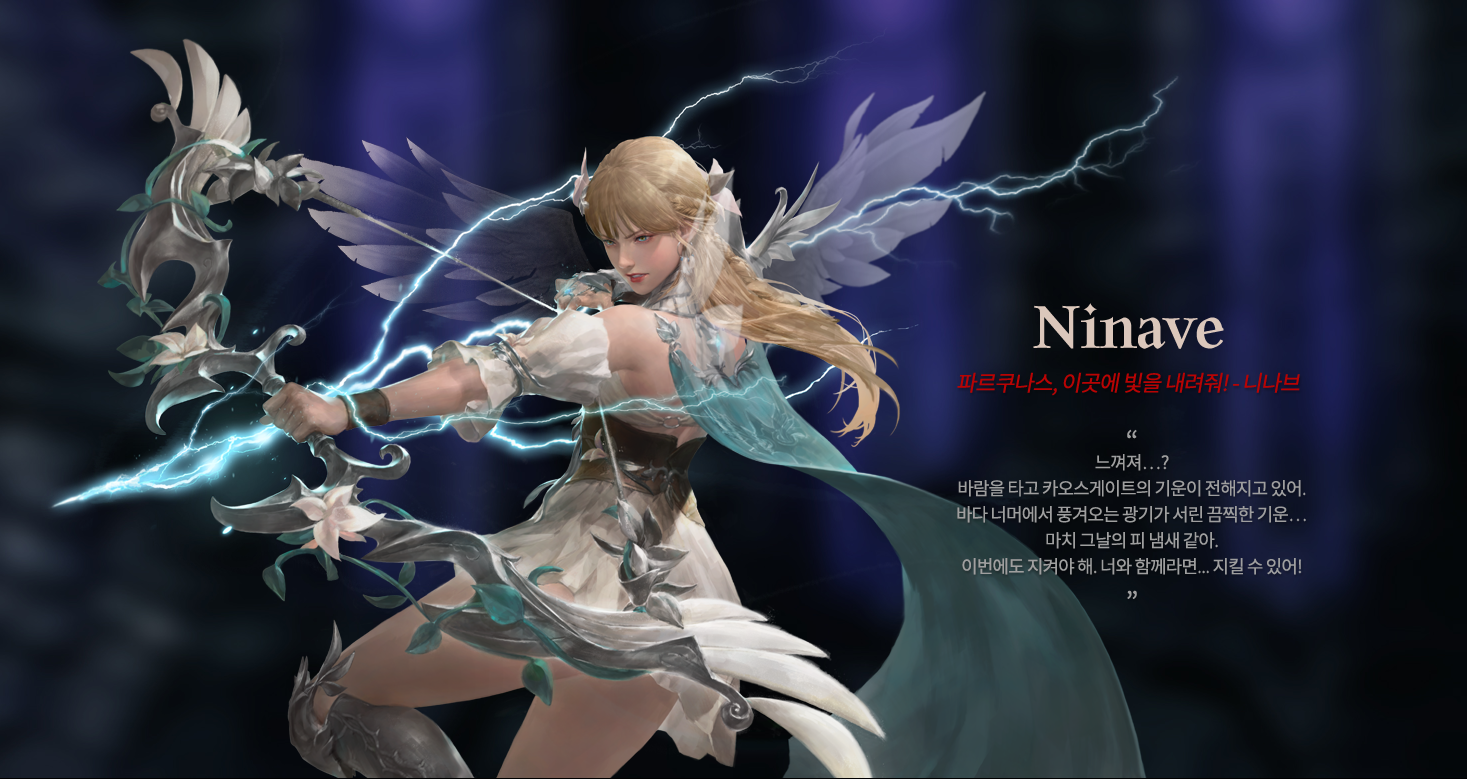 Ninave
파르쿠나스, 이곳에 빛을 내려줘! - 니나브
“
느껴져…?
바람을 타고 카오스게이트의 기운이 전해지고 있어.
바다 너머에서 풍겨오는 광기가 서린 끔찍한 기운…
마치 그날의 피 냄새 같아.
이번에도 지켜야 해. 너와 함께라면... 지킬 수 있어!
”